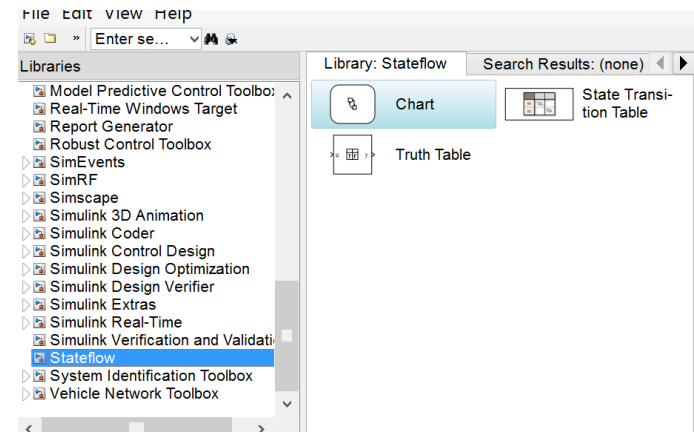 File Edit View Help
» Enter se...
Libraries
Library: Stateflow
Search Results: (none)
Model Predictive Control Toolbo
Real-Time Windows Target
Report Generator
Robust Control Toolbox
SimEvents
SimRF
Simscape
Simulink 3D Animation
Simulink Coder
Simulink Control Design
Simulink Design Optimization
Simulink Design Verifier
Simulink Extras
Simulink Real-Time
Simulink Verification and Validati
Stateflow
System Identification Toolbox
Vehicle Network Toolbox
Chart
State Transi-
tion Table
u y
Truth Table